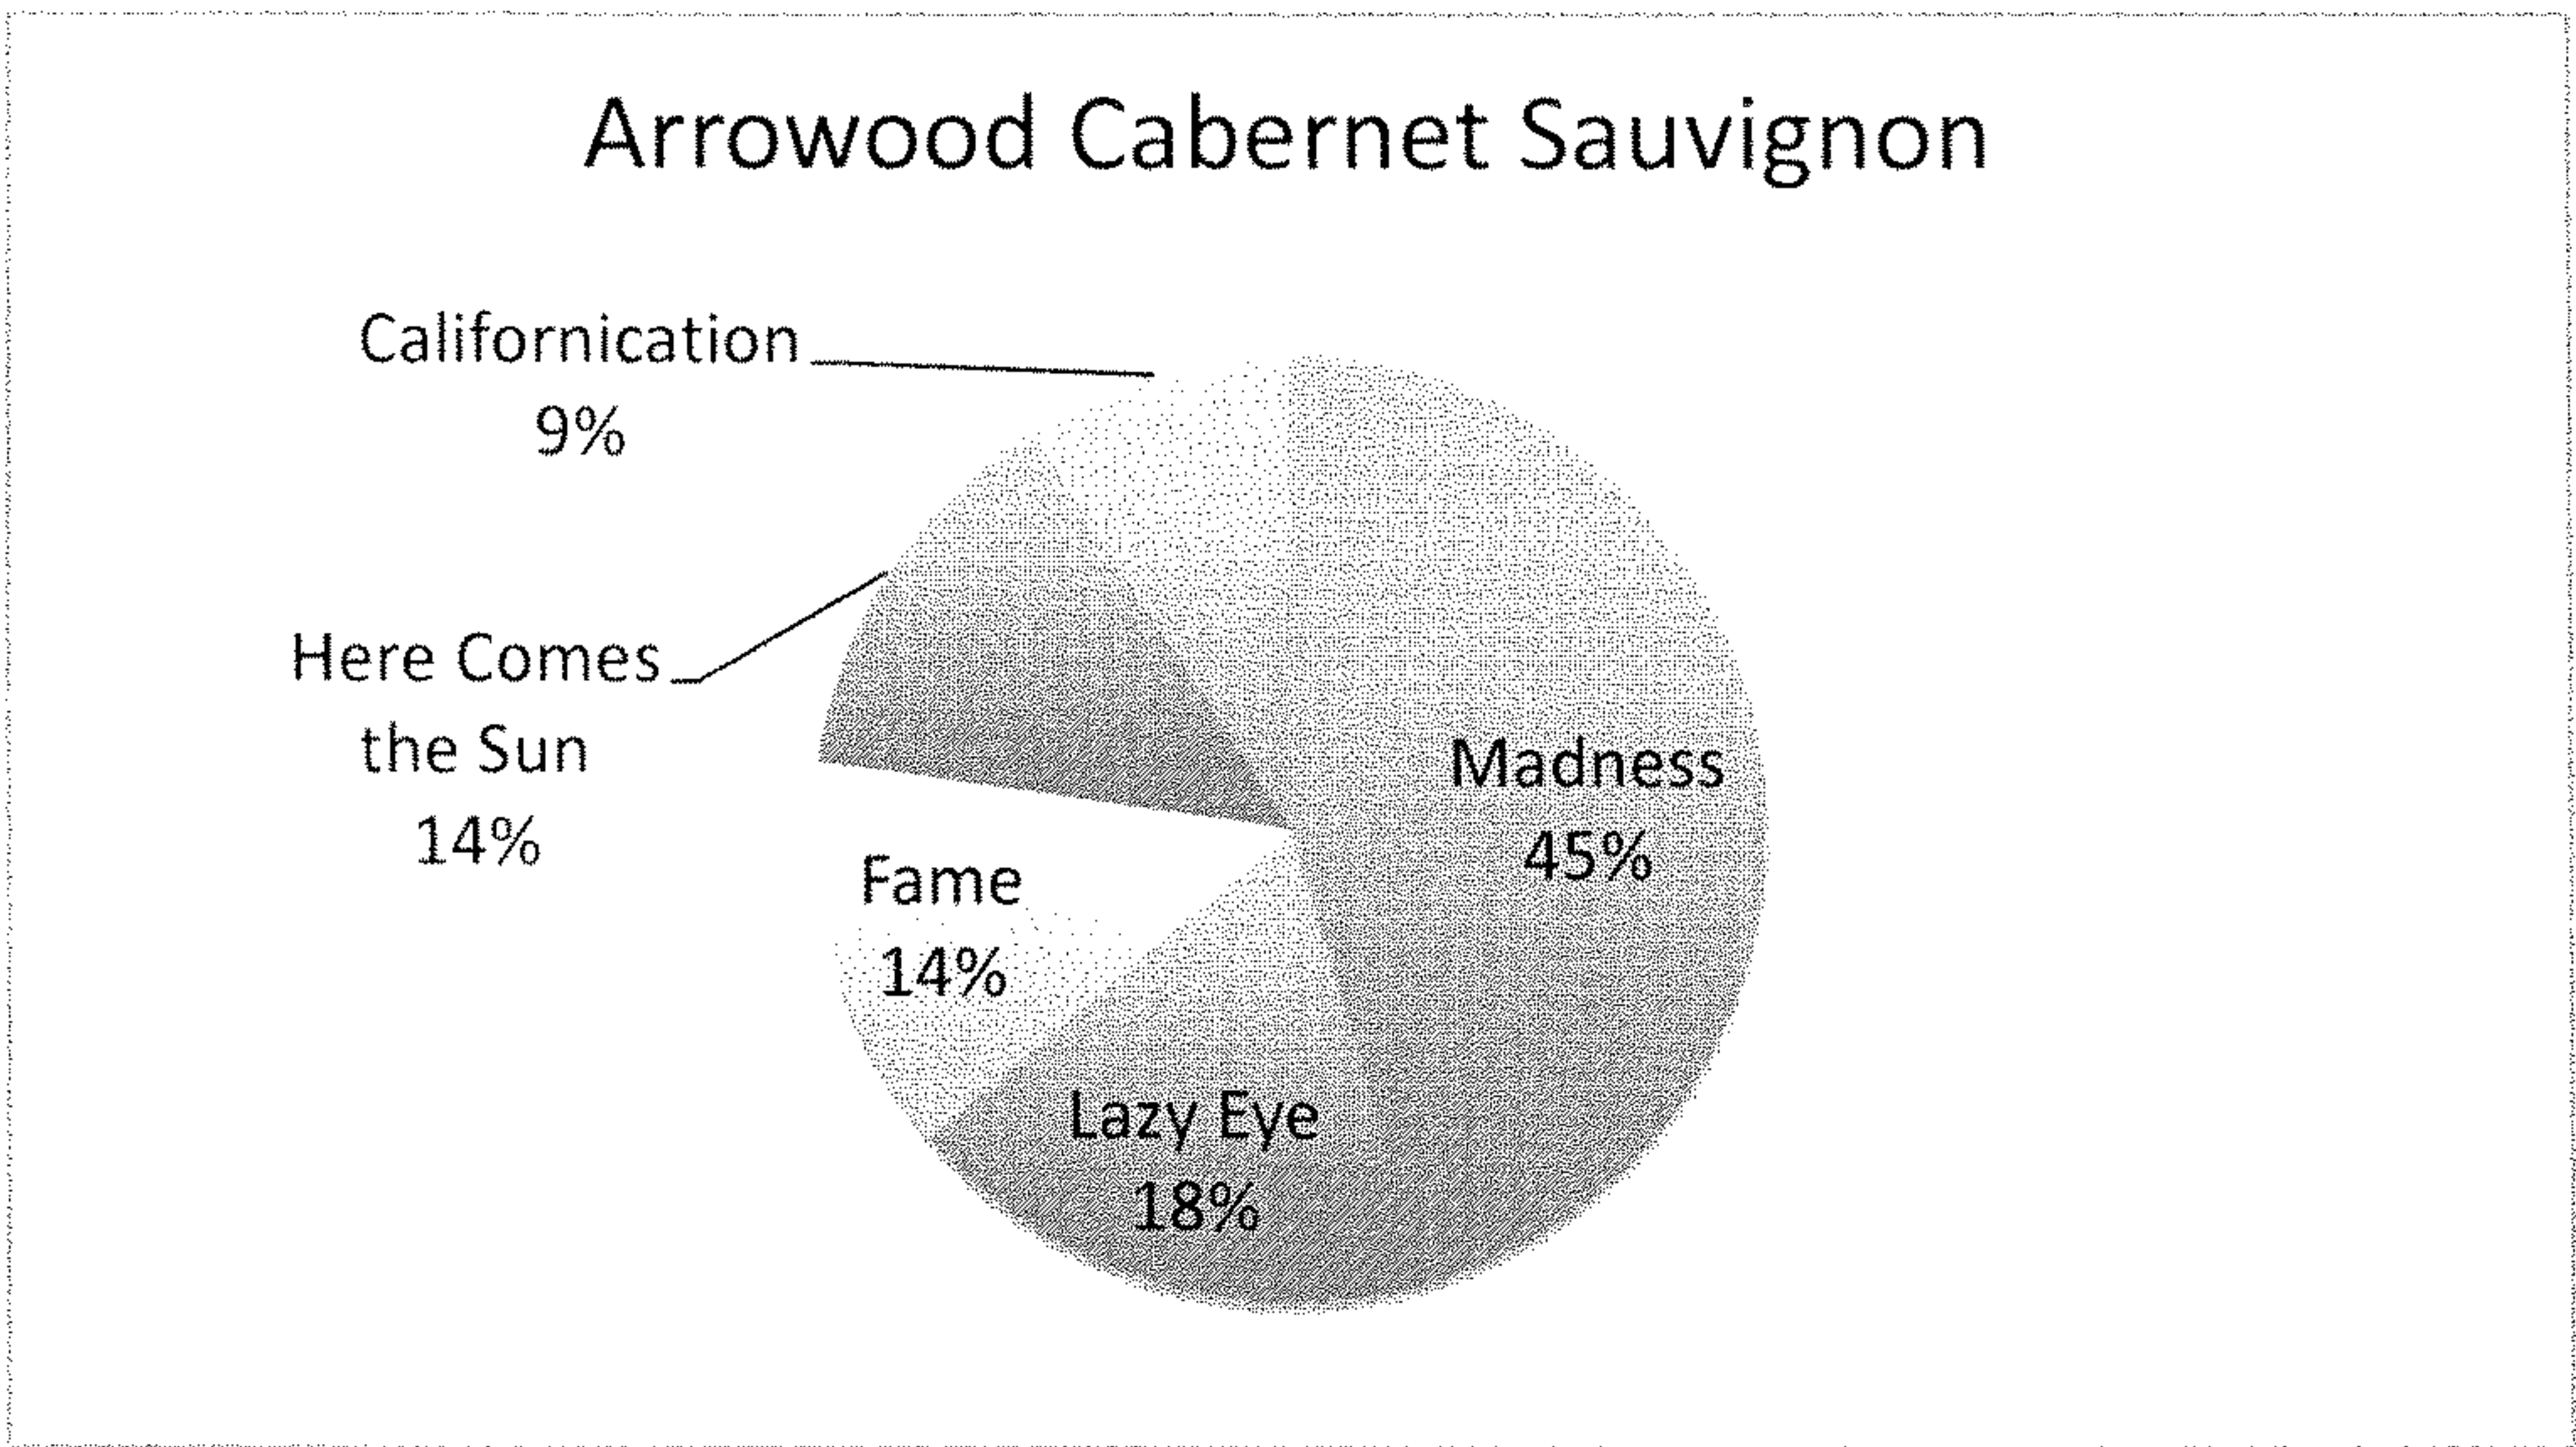 Arrowood Cabernet Sauvignon
Californication
9%
Here Comes
the Sun
14%
Fame
14%
Lazy Eye
18%
Madness
45%